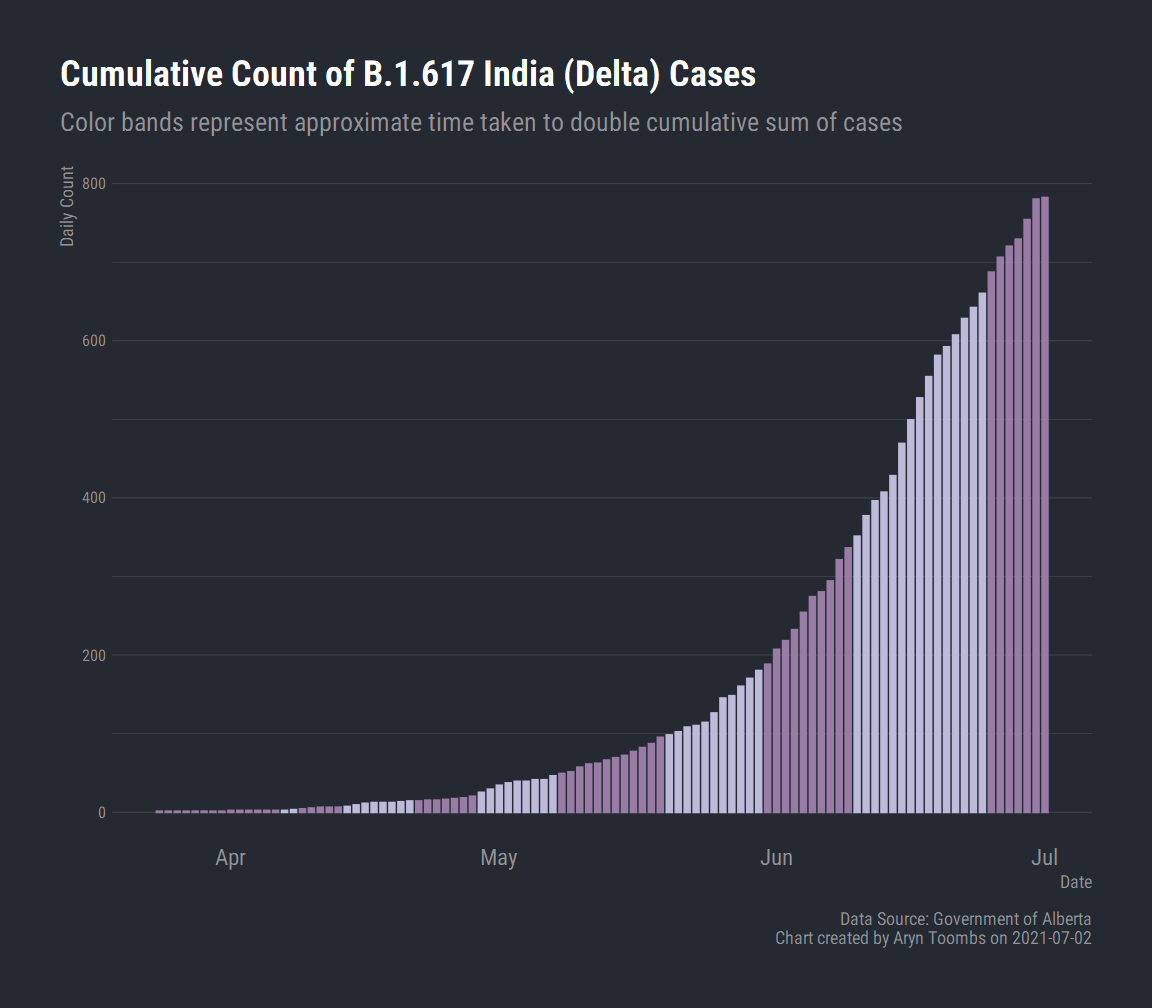 Cumulative Count of B.1.617 India (Delta) Cases
Color bands represent approximate time taken to double cumulative sum of cases
Daily Count
800
600
400
200
0
Apr May Jun Jul
Date
Data Source: Government of Alberta
Chart created by Aryn Toombs on 2021-07-02